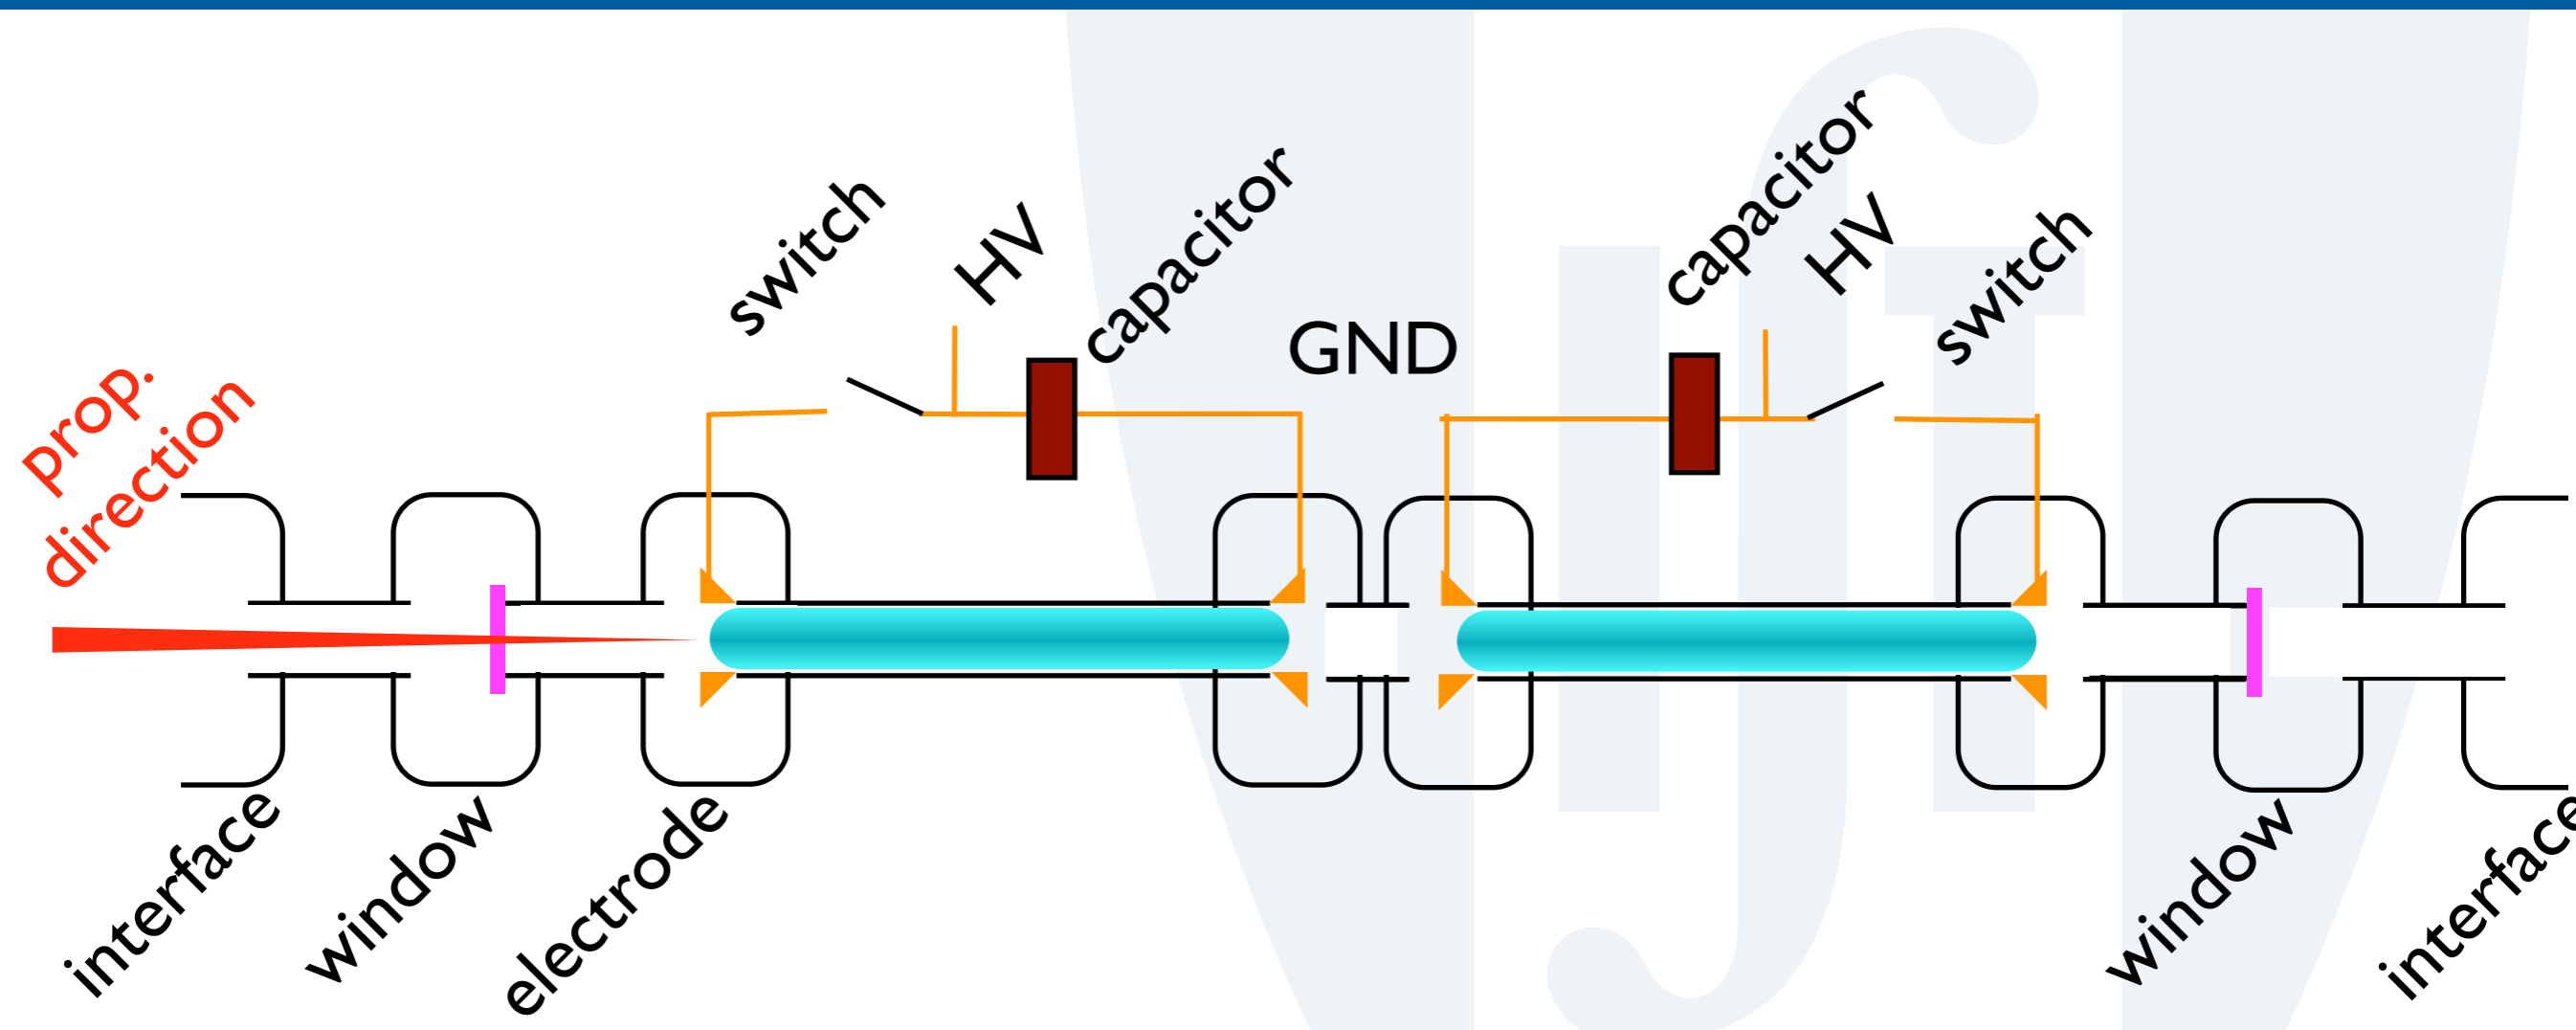 switch
HV
capacitor
GND
capacitor
HV
switch
prop.
direction
interface
window
electrode
window
interface